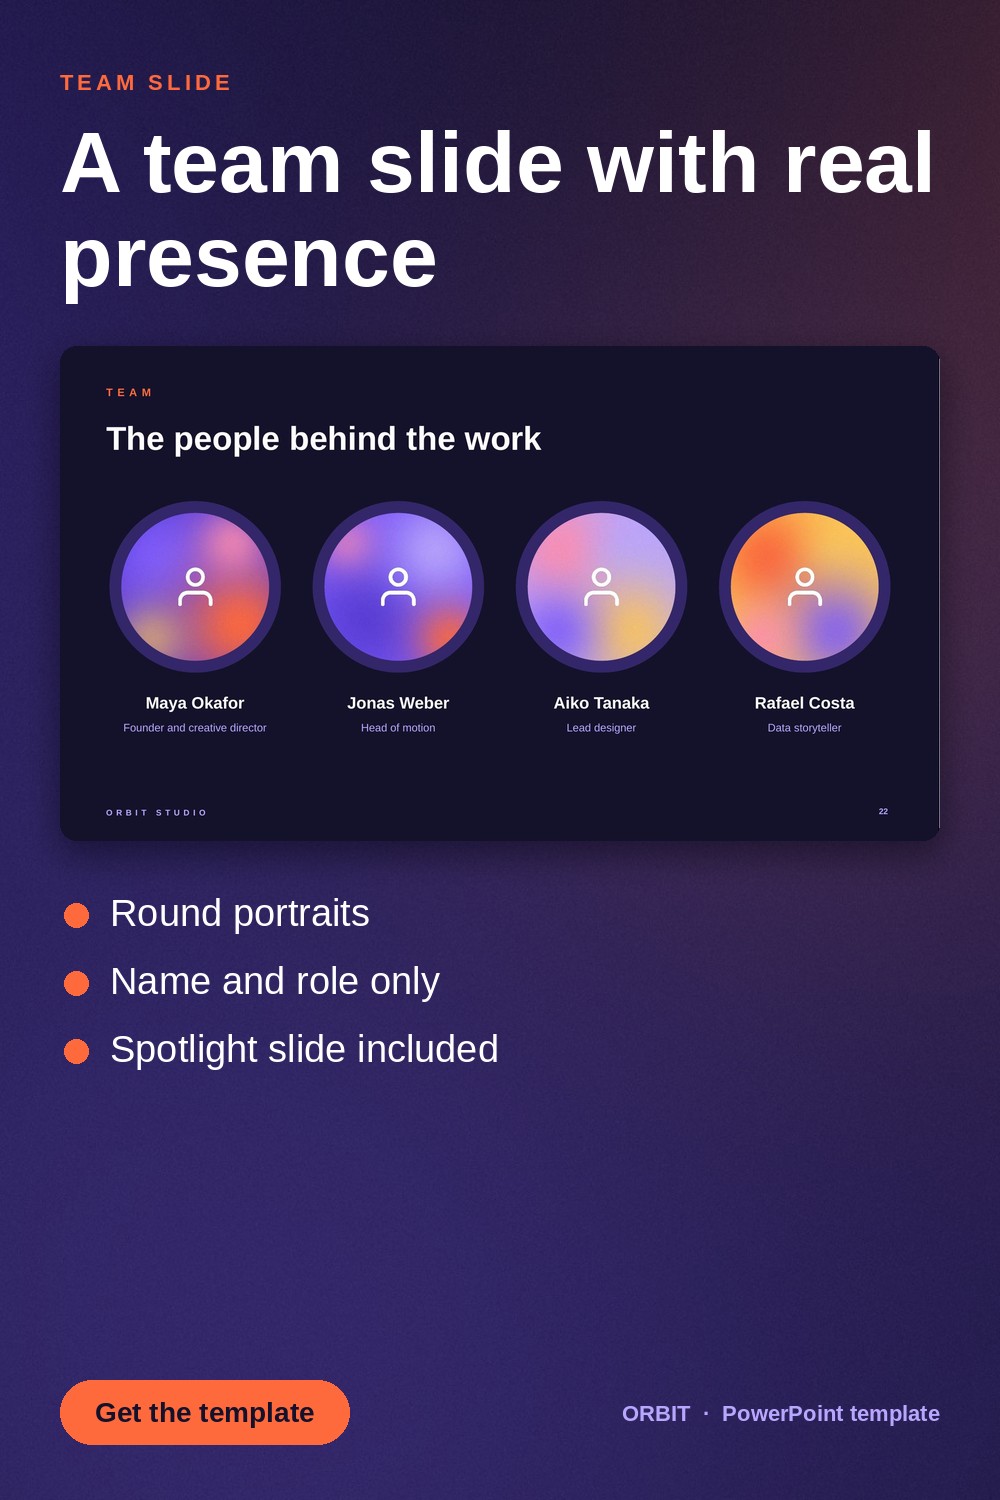 TEAM SLIDE
A team slide with real
presence
TEAM
The people behind the work
Maya Okafor
Founder and creative director
Jonas Weber
Head of motion
Aiko Tanaka
Lead designer
Rafael Costa
Data storyteller
ORBIT STUDIO
22
Round portraits
Name and role only
Spotlight slide included
Get the template
ORBIT · PowerPoint template